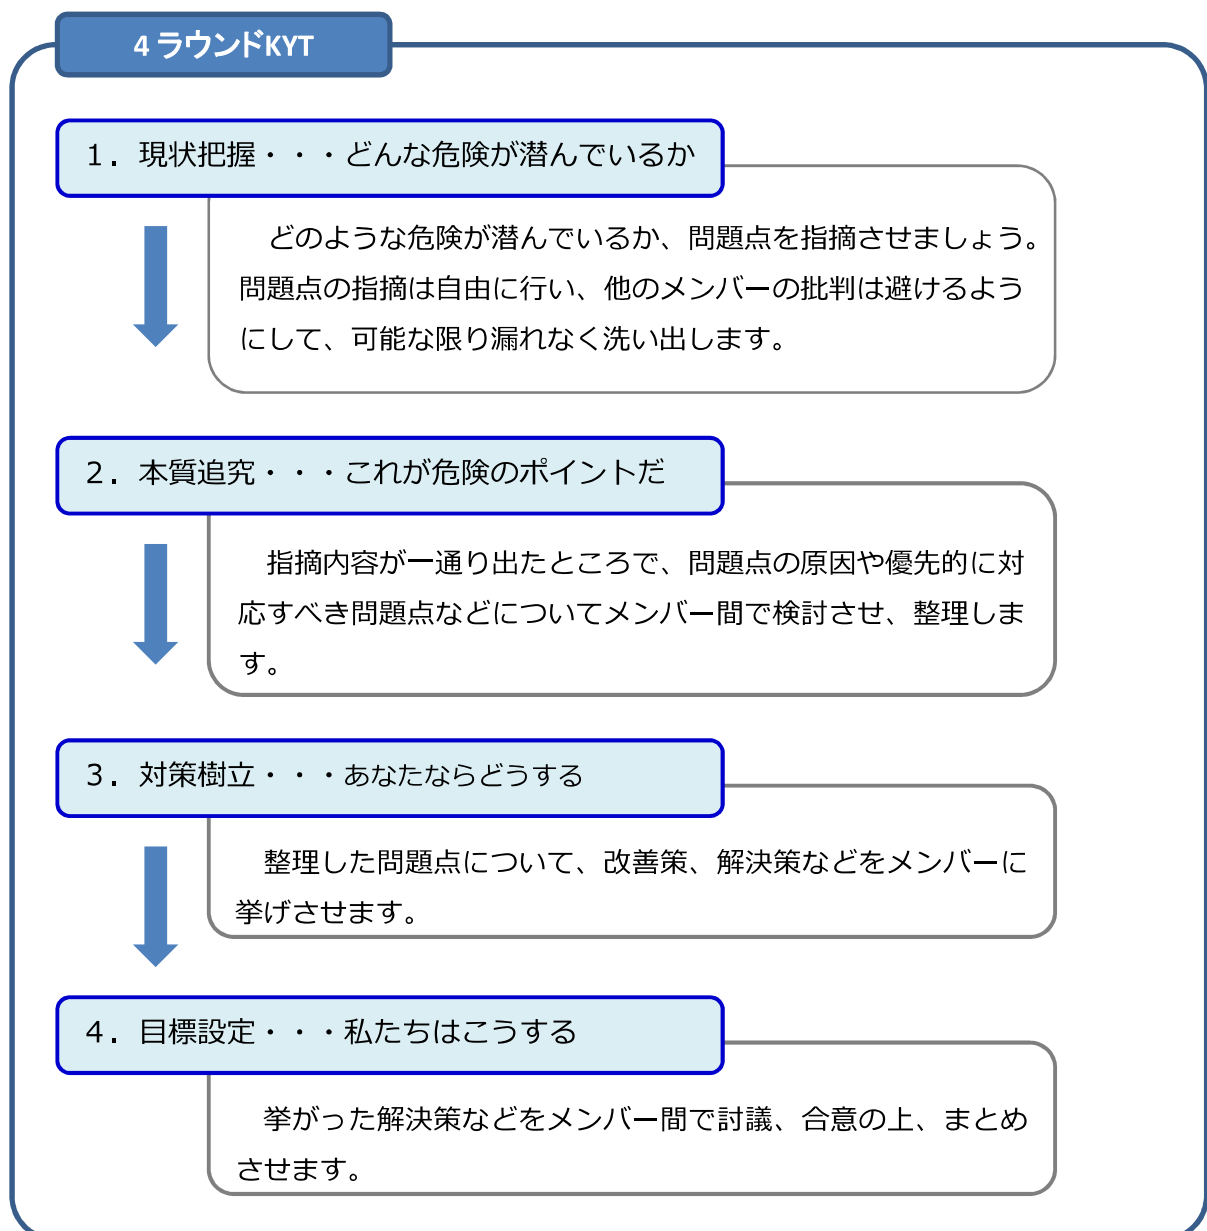 4 ラウンドKYT
１．現状把握・・・どんな危険が潜んでいるか
どのような危険が潜んでいるか、問題点を指摘させましょう。
問題点の指摘は自由に行い、他のメンバーの批判は避けるよう
にして、可能な限り漏れなく洗い出します。
２．本質追究・・・これが危険のポイントだ
指摘内容が一通り出たところで、問題点の原因や優先的に対
応すべき問題点などについてメンバー間で検討させ、整理しま
す。
３．対策樹立・・・あなたならどうする
整理した問題点について、改善策、解決策などをメンバーに
挙げさせます。
４．目標設定・・・私たちはこうする
挙がった解決策などをメンバー間で討議、合意の上、まとめ
させます。